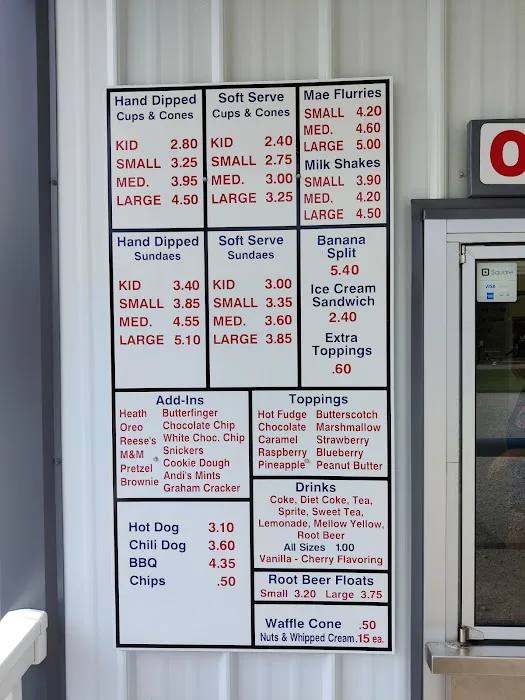 Hand Dipped
Cups & Cones
KID 2.80
SMALL 3.25
MED. 3.95
LARGE 4.50
Soft Serve
Cups & Cones
KID 2.40
SMALL 2.75
MED. 3.00
LARGE 3.25
Mae Flurries
SMALL 4.20
MED. 4.60
LARGE 5.00
Milk Shakes
SMALL 3.90
MED. 4.20
LARGE 4.50
Hand Dipped
Sundaes
KID 3.40
SMALL 3.85
MED. 4.55
LARGE 5.10
Soft Serve
Sundaes
KID 3.00
SMALL 3.35
MED. 3.60
LARGE 3.85
Banana
Split
5.40
Ice Cream
Sandwich
2.40
Extra
Toppings
.60
Add-Ins
Heath Butterfinger
Oreo Chocolate Chip
Reese's White Choc. Chip
M&M Snickers
Pretzel Cookie Dough
Brownie Andi's Mints
Graham Cracker
Toppings
Hot Fudge Butterscotch
Chocolate Marshmallow
Caramel Strawberry
Raspberry Blueberry
Pineapple Peanut Butter
Hot Dog 3.10
Chili Dog 3.60
BBQ 4.35
Chips .50
Drinks
Coke, Diet Coke, Tea,
Sprite, Sweet Tea,
Lemonade, Mellow Yellow,
Root Beer
All Sizes 1.00
Vanilla - Cherry Flavoring
Root Beer Floats
Small 3.20 Large 3.75
Waffle Cone .50
Nuts & Whipped Cream .15 ea.
O
Square
VISA